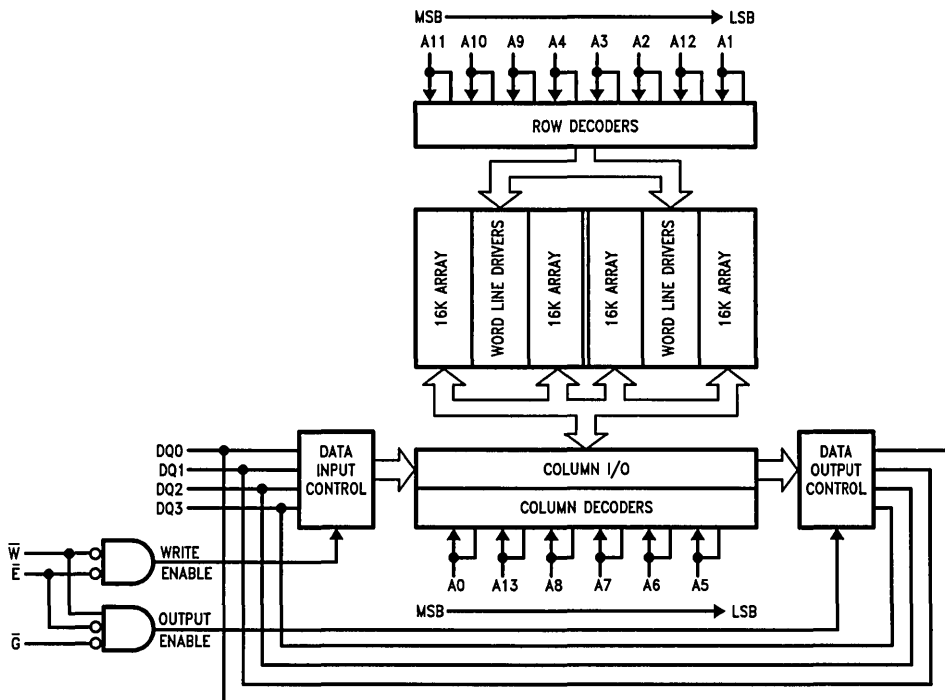 MSB LSB
A11 A10 A9 A4 A3 A2 A12 A1
ROW DECODERS
16K ARRAY
WORD LINE DRIVERS
16K ARRAY
16K ARRAY
WORD LINE DRIVERS
16K ARRAY
DQ0
DQ1
DQ2
DQ3
DATA
INPUT
CONTROL
COLUMN I/O
COLUMN DECODERS
DATA
OUTPUT
CONTROL
W̅
E̅
WRITE
ENABLE
A0 A13 A8 A7 A6 A5
MSB LSB
G̅
OUTPUT
ENABLE